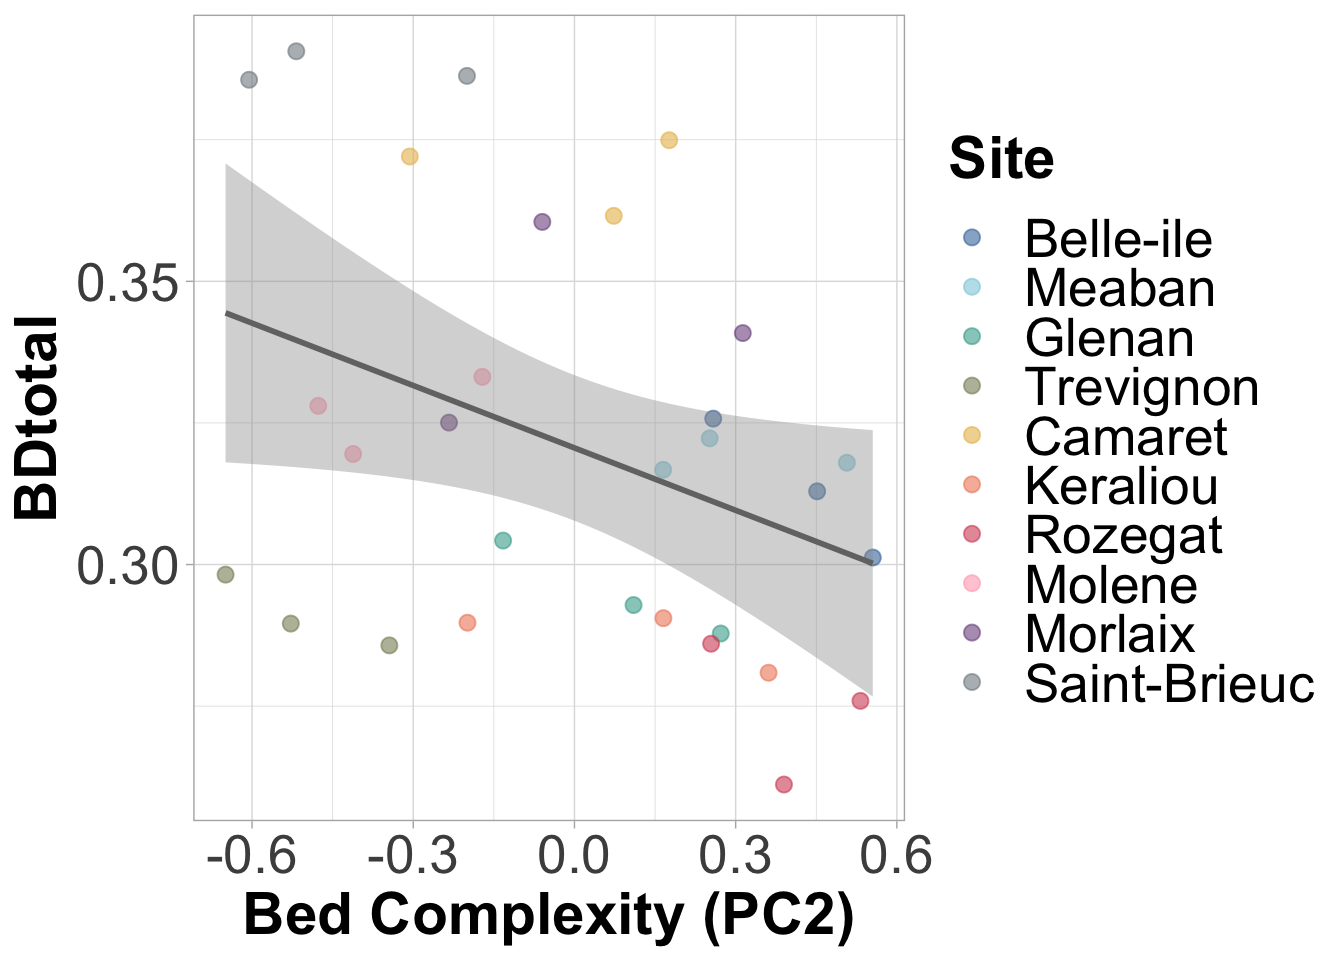 BDtotal
0.35
0.30
-0.6 -0.3 0.0 0.3 0.6
Bed Complexity (PC2)
Site
Belle-ile
Meaban
Glenan
Trevignon
Camaret
Keraliou
Rozegat
Molene
Morlaix
Saint-Brieuc